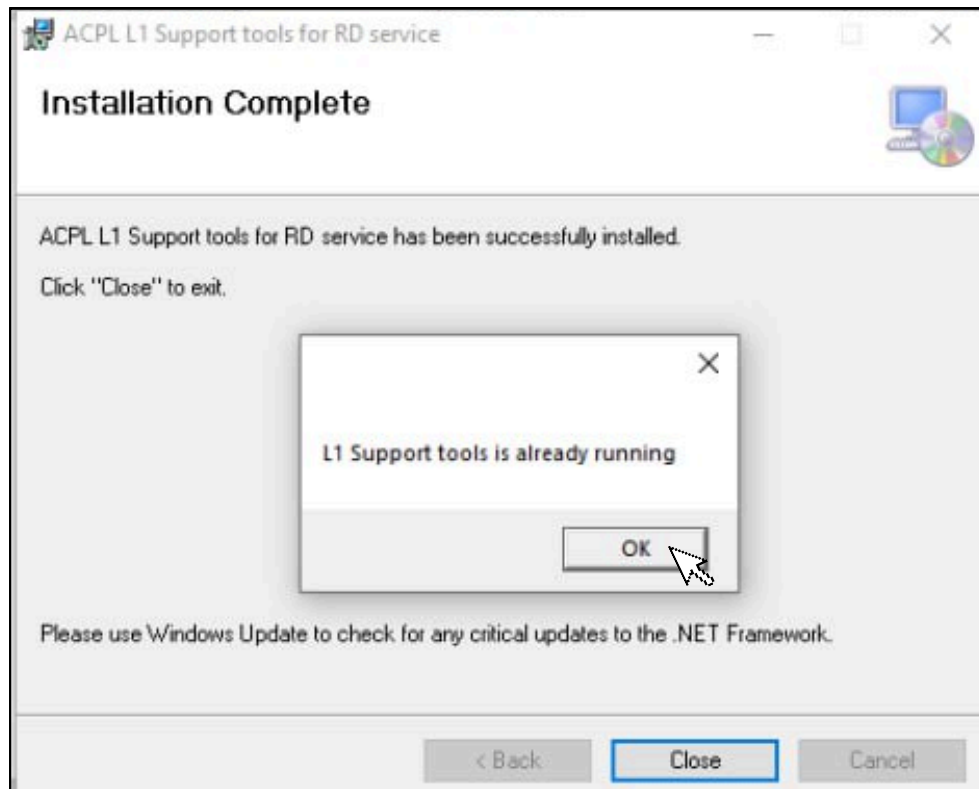 ACPL L1 Support tools for RD service
Installation Complete
ACPL L1 Support tools for RD service has been successfully installed.
Click "Close" to exit.
L1 Support tools is already running
OK
Please use Windows Update to check for any critical updates to the .NET Framework.
< Back
Close
Cancel